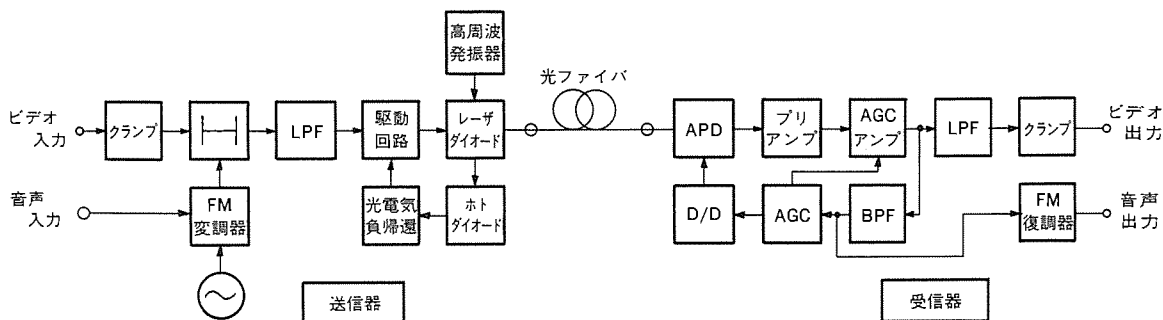 高周波
発振器
光ファイバ
ビデオ
入力
クランプ
LPF
駆動
回路
レーザ
ダイオード
APD
プリ
アンプ
AGC
アンプ
LPF
クランプ
ビデオ
出力
音声
入力
FM
変調器
光電気
負帰還
ホト
ダイオード
D/D
AGC
BPF
FM
復調器
音声
出力
送信器
受信器